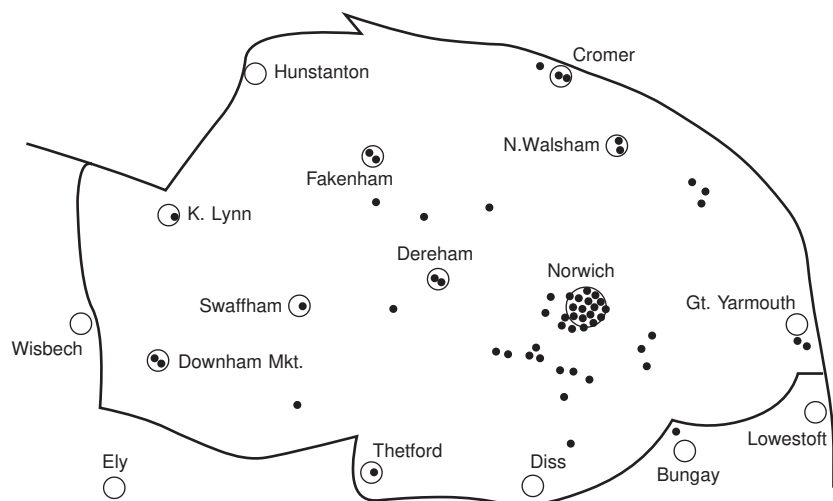 Cromer
Hunstanton
N.Walsham
Fakenham
K. Lynn
Dereham
Norwich
Swaffham
Gt. Yarmouth
Wisbech
Downham Mkt.
Lowestoft
Thetford
Ely
Diss
Bungay